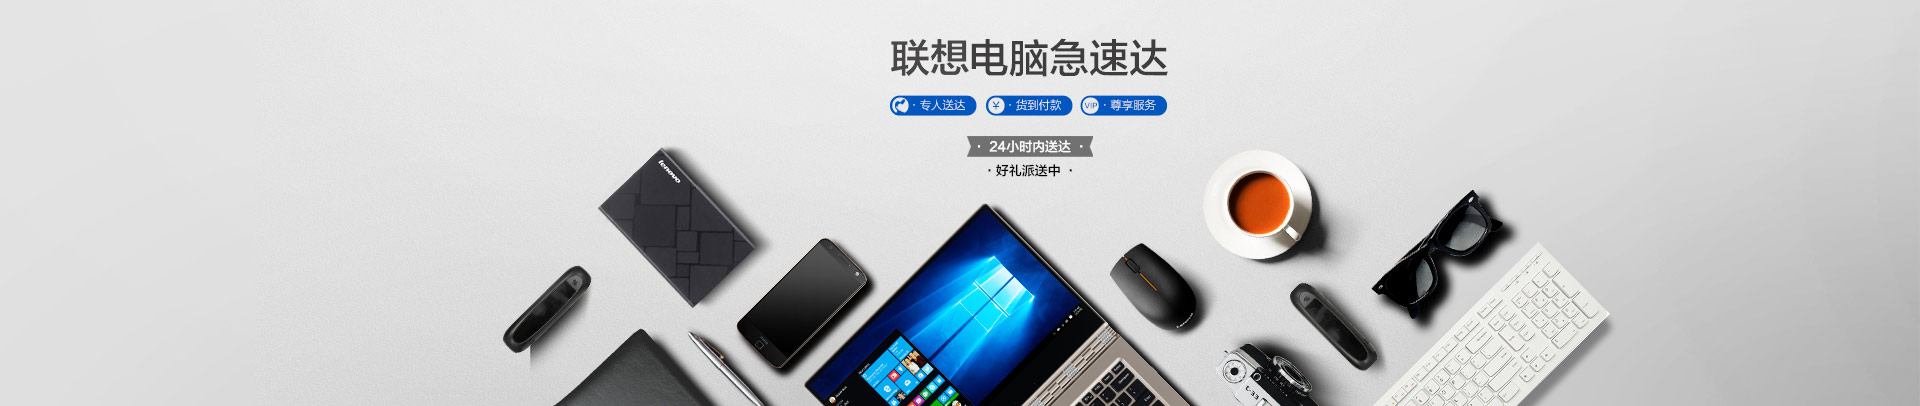 联想电脑急速达
· 专人送达 ¥ · 货到付款 VIP · 尊享服务
· 24小时内送达 ·
· 好礼派送中 ·
lenovo
lenovo